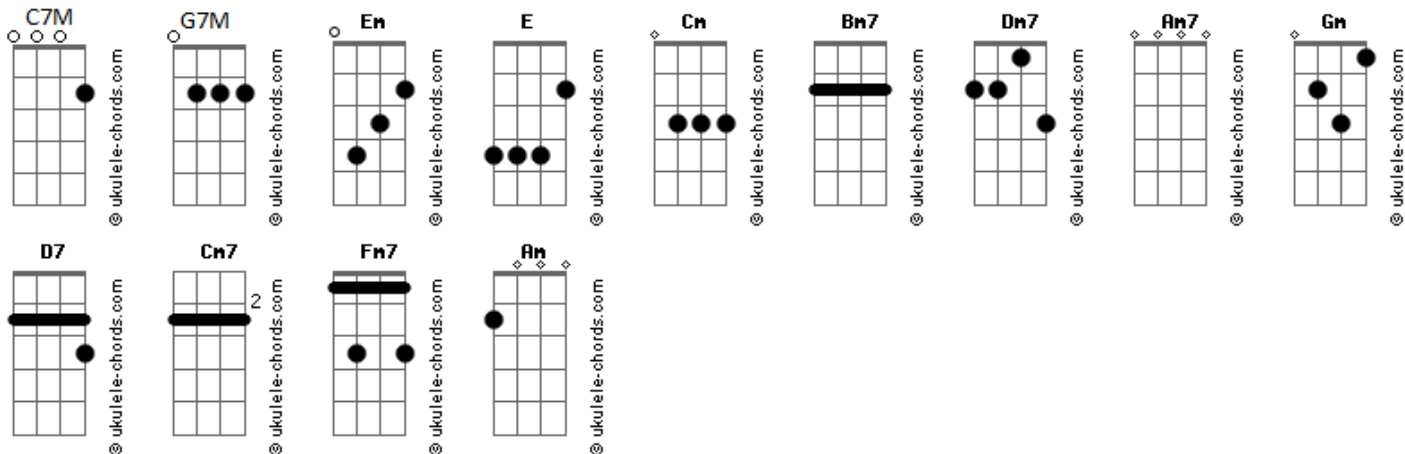 C7M G7M Em E Cm Bm7 Dm7 Am7 Gm
© ukulele-chords.com © ukulele-chords.com © ukulele-chords.com © ukulele-chords.com © ukulele-chords.com © ukulele-chords.com © ukulele-chords.com © ukulele-chords.com © ukulele-chords.com
D7 Cm7 Fm7 Am
2
© ukulele-chords.com © ukulele-chords.com © ukulele-chords.com © ukulele-chords.com